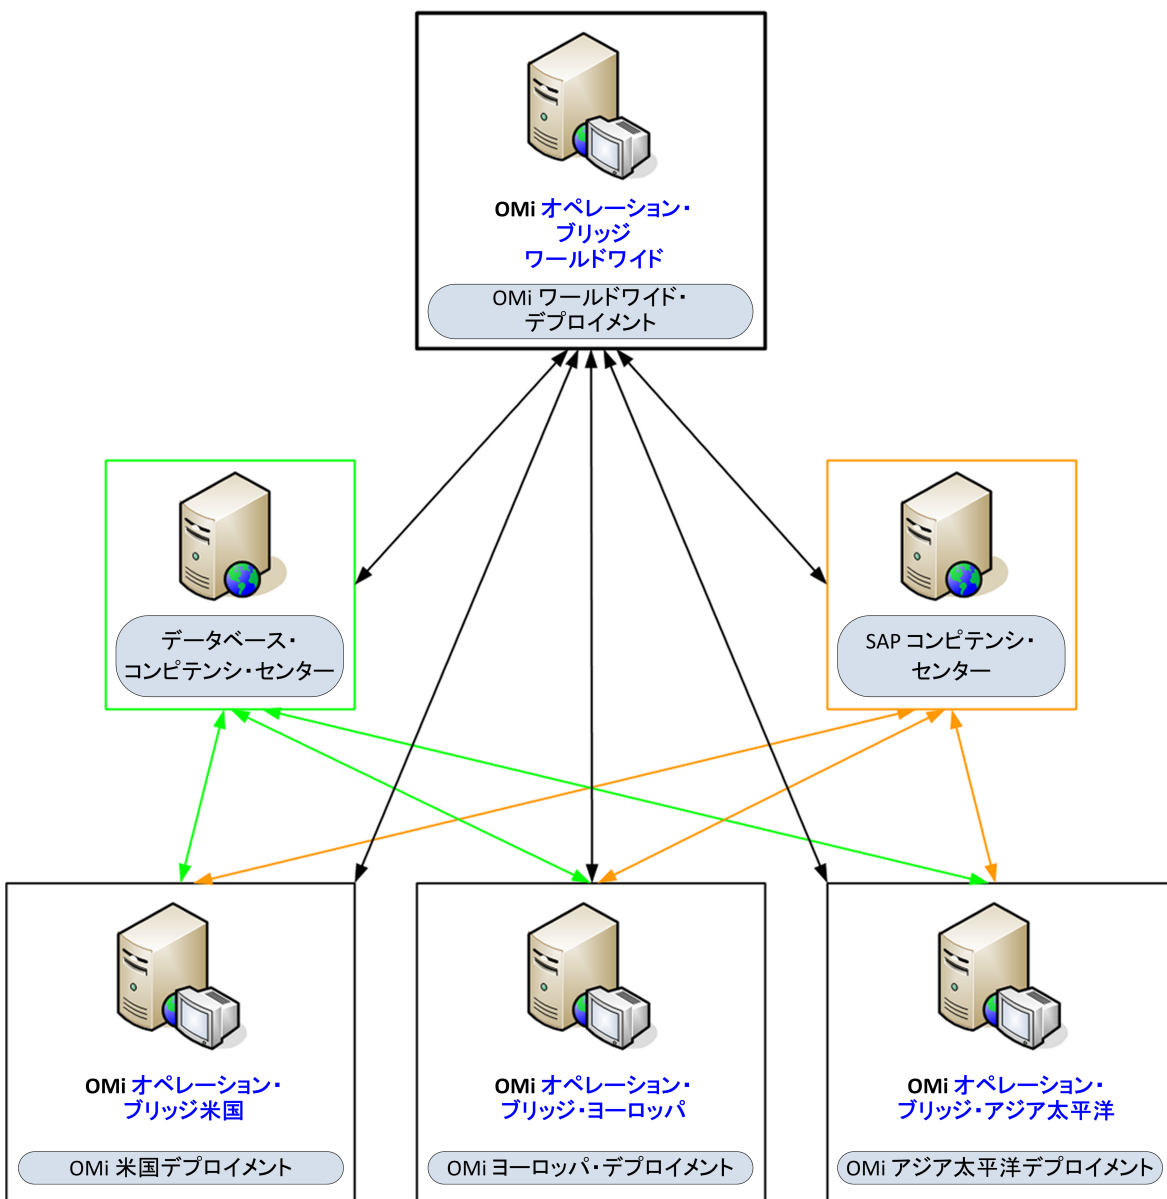 OMi オペレーション・
ブリッジ
ワールドワイド
OMi ワールドワイド・
デプロイメント
データベース・
コンピテンシ・センター
SAP コンピテンシ・
センター
OMi オペレーション・
ブリッジ米国
OMi 米国デプロイメント
OMi オペレーション・
ブリッジ・ヨーロッパ
OMi ヨーロッパ・デプロイメント
OMi オペレーション・
ブリッジ・アジア太平洋
OMi アジア太平洋デプロイメント